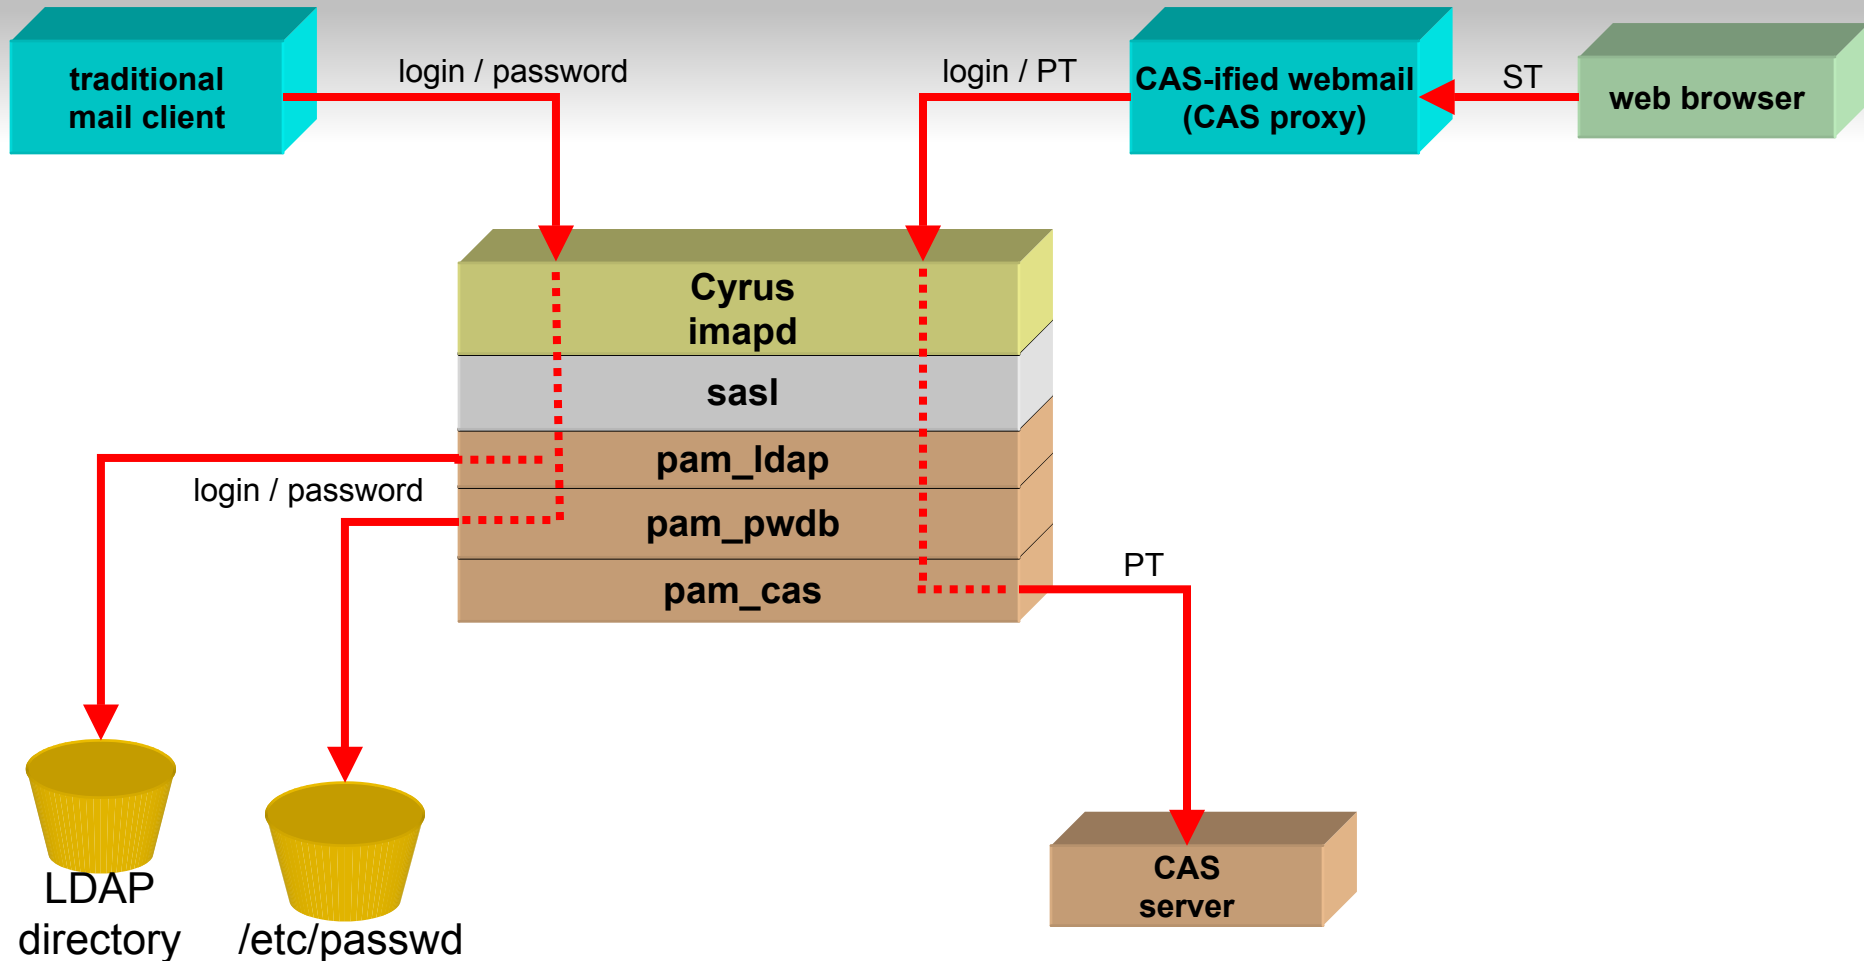 traditional
mail client
login / password
login / PT
CAS-ified webmail
(CAS proxy)
ST
web browser
Cyrus
imapd
sasl
pam_ldap
login / password
pam_pwdb
PT
pam_cas
LDAP
directory
/etc/passwd
CAS
server